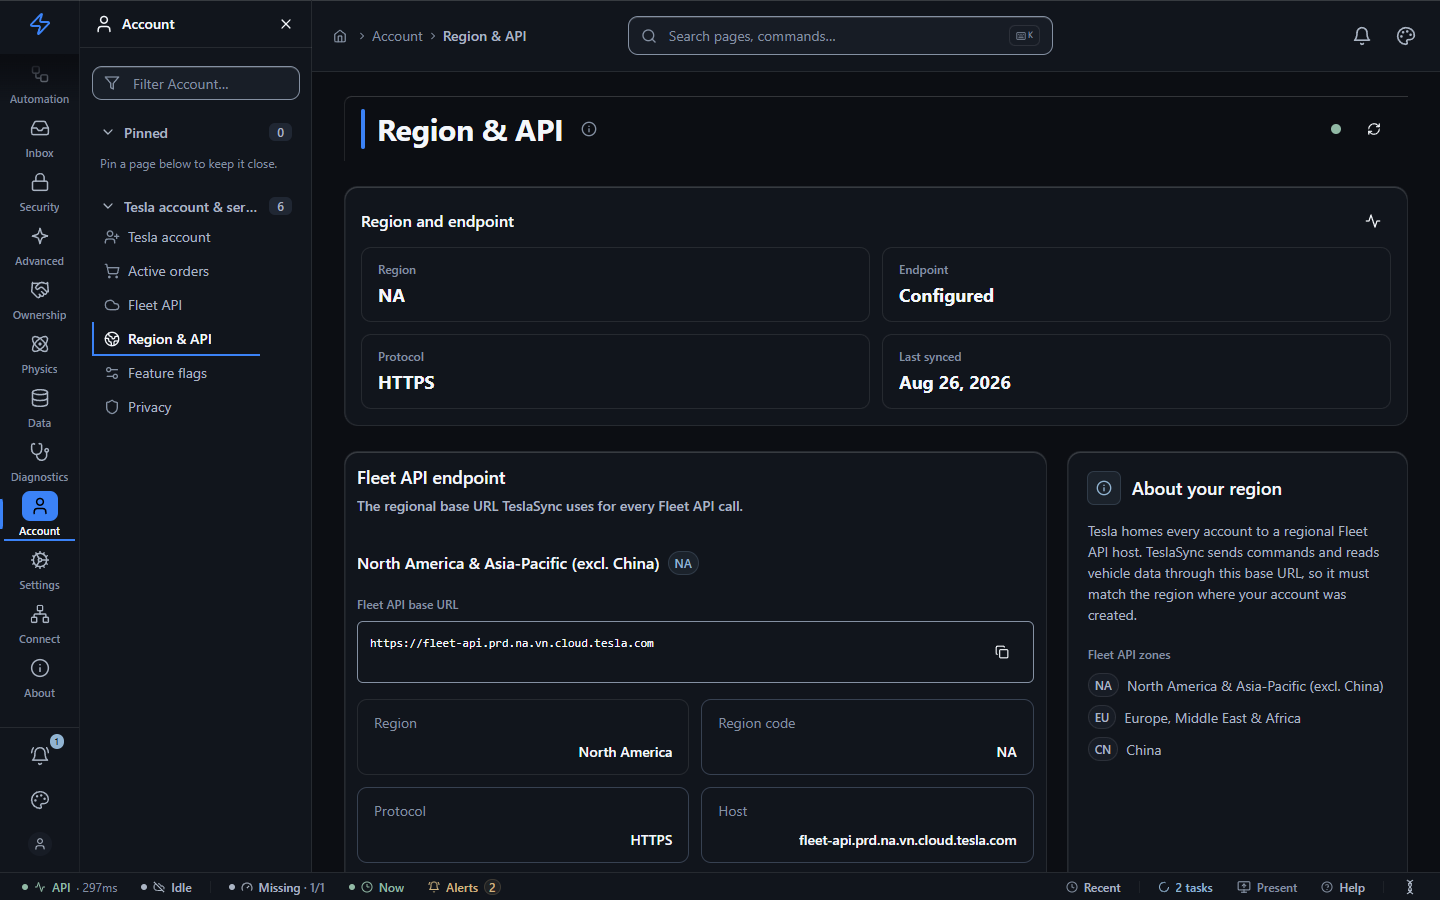 Account
Account
Region & API
Search pages, commands...
K
Automation
Inbox
Security
Advanced
Ownership
Physics
Data
Diagnostics
Account
Settings
Connect
About
1
Filter Account...
Pinned
0
Pin a page below to keep it close.
Tesla account & ser...
6
Tesla account
Active orders
Fleet API
Region & API
Feature flags
Privacy
Region & API
Region and endpoint
Region
NA
Endpoint
Configured
Protocol
HTTPS
Last synced
Aug 26, 2026
Fleet API endpoint
The regional base URL TeslaSync uses for every Fleet API call.
North America & Asia-Pacific (excl. China) NA
Fleet API base URL
https://fleet-api.prd.na.vn.cloud.tesla.com
Region
North America
Region code
NA
Protocol
HTTPS
Host
fleet-api.prd.na.vn.cloud.tesla.com
About your region
Tesla homes every account to a regional Fleet
API host. TeslaSync sends commands and reads
vehicle data through this base URL, so it must
match the region where your account was
created.
Fleet API zones
NA North America & Asia-Pacific (excl. China)
EU Europe, Middle East & Africa
CN China
API · 297ms
Idle
Missing · 1/1
Now
Alerts 2
Recent
2 tasks
Present
Help